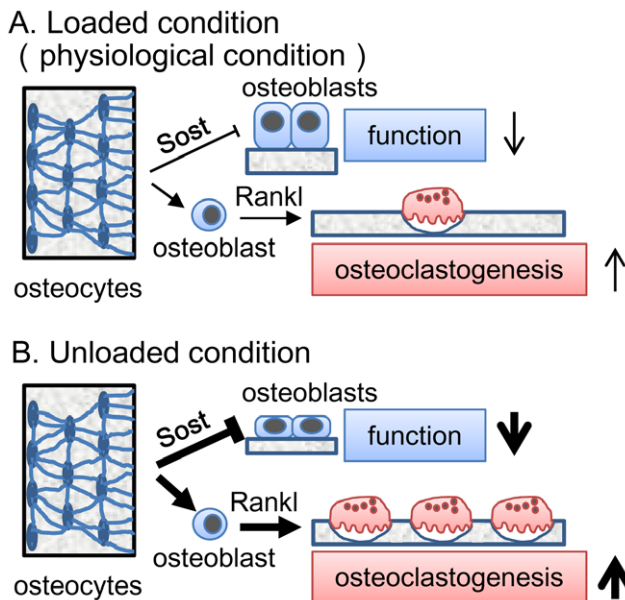 A. Loaded condition
( physiological condition )
osteoblasts
Sost
function
Rankl
osteoblast
osteocytes
osteoclastogenesis
B. Unloaded condition
osteoblasts
Sost
function
Rankl
osteoblast
osteocytes
osteoclastogenesis